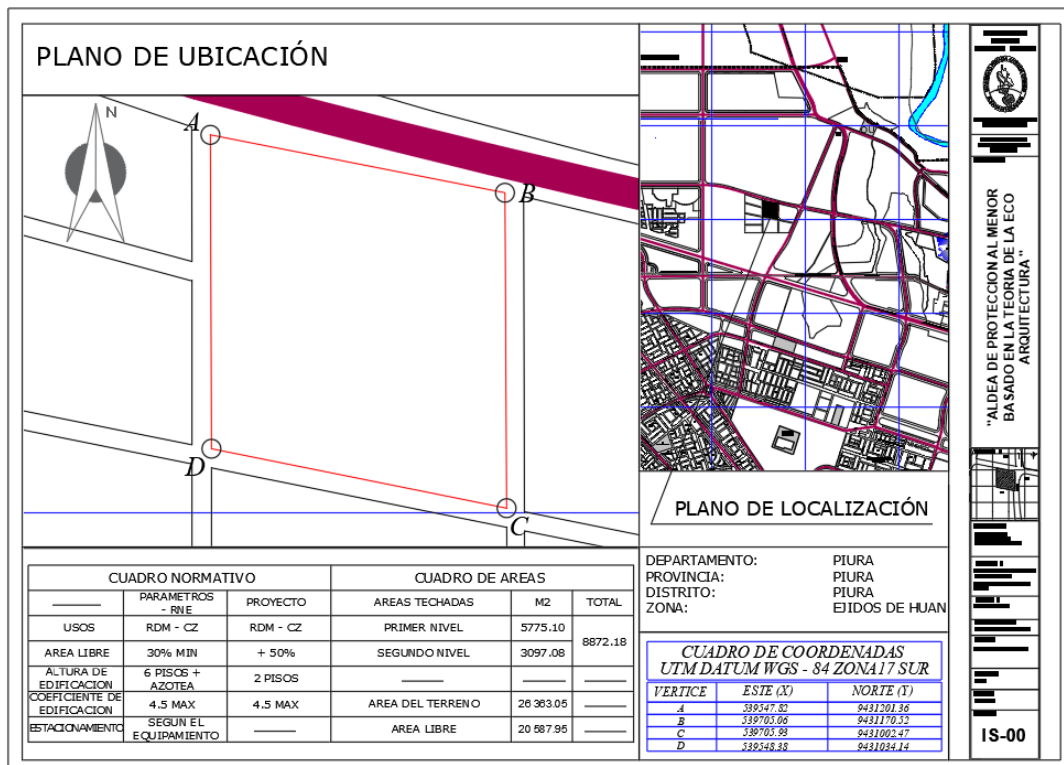 PLANO DE UBICACIÓN
N
A
B
D
C
PLANO DE LOCALIZACIÓN
DEPARTAMENTO: PIURA
PROVINCIA: PIURA
DISTRITO: PIURA
ZONA: EJIDOS DE HUAN
CUADRO NORMATIVO CUADRO DE AREAS
PARAMETROS - RNE PROYECTO AREAS TECHADAS M2 TOTAL
USOS RDM - CZ RDM - CZ PRIMER NIVEL 5775.10 8872.18
AREA LIBRE 30% MIN + 50% SEGUNDO NIVEL 3097.08
ALTURA DE EDIFICACION 6 PISOS + AZOTEA 2 PISOS
COEFICIENTE DE EDIFICACION 4.5 MAX 4.5 MAX AREA DEL TERRENO 26 363.05
ESTACIONAMIENTO SEGUN EL EQUIPAMIENTO AREA LIBRE 20 587.95
CUADRO DE COORDENADAS
UTM DATUM WGS - 84 ZONA17 SUR
VERTICE ESTE (X) NORTE (Y)
A 539547.82 9431201.36
B 539705.06 9431170.52
C 539705.93 9431002.47
D 539548.38 9431034.14
"ALDEA DE PROTECCION AL MENOR
BASADO EN LA TEORIA DE LA ECO
ARQUITECTURA"
IS-00